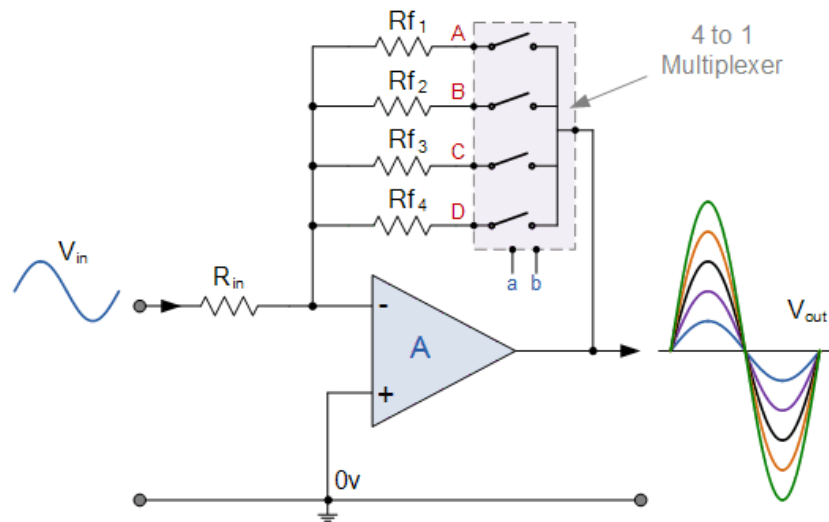 Rf1
A
4 to 1
Multiplexer
Rf2
B
Rf3
C
Rf4
D
Vin
Rin
a b
-
A
+
Vout
0v